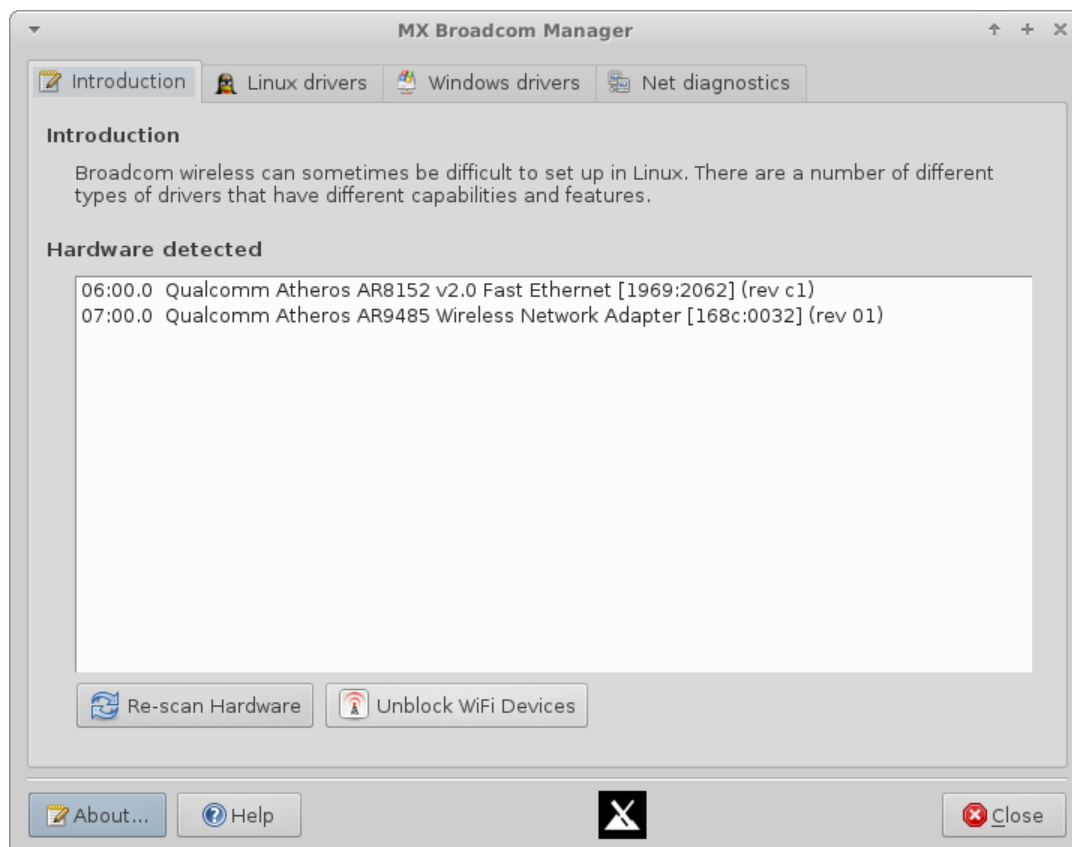 MX Broadcom Manager
Introduction
Linux drivers
Windows drivers
Net diagnostics
Introduction
Broadcom wireless can sometimes be difficult to set up in Linux. There are a number of different
types of drivers that have different capabilities and features.
Hardware detected
06:00.0 Qualcomm Atheros AR8152 v2.0 Fast Ethernet [1969:2062] (rev c1)
07:00.0 Qualcomm Atheros AR9485 Wireless Network Adapter [168c:0032] (rev 01)
Re-scan Hardware
Unblock WiFi Devices
About...
Help
Close